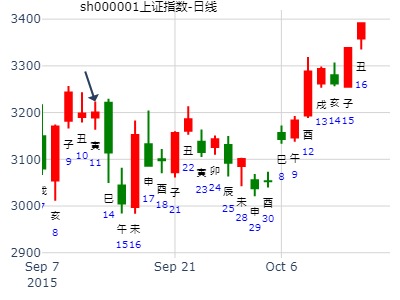 sh000001上证指数-日线
3400
3300
3200
3100
3000
2900
戌 7
亥 8
子 9
丑 10
寅 11
巳 14
午 15
未 16
申 17
酉 18
子 21
丑 22
寅 23
卯 24
辰 25
未 28
申 29
酉 30
巳 8
午 9
酉 12
戌 13
亥 14
子 15
丑 16
Sep 7
2015
Sep 21
Oct 6